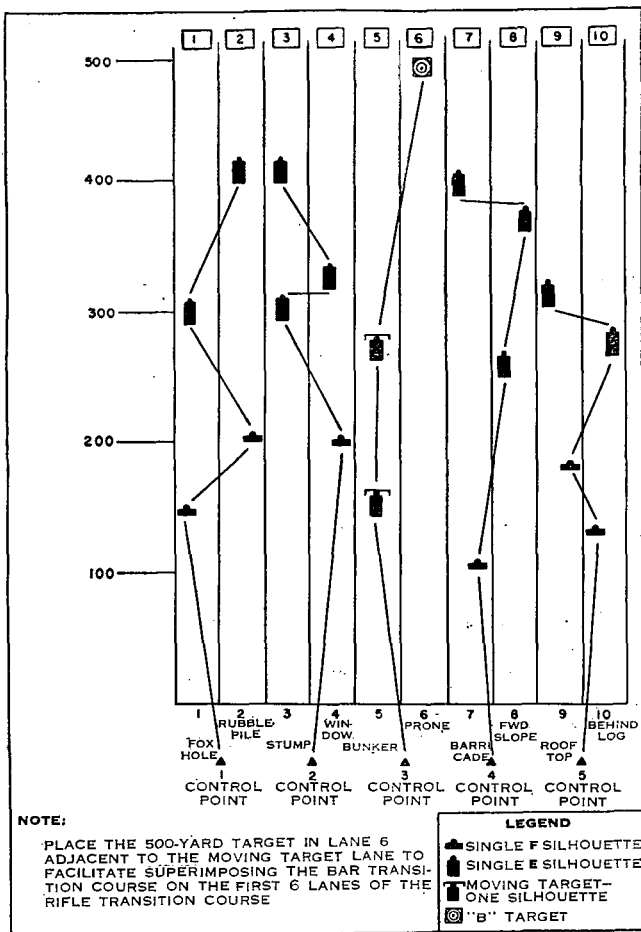 1 2 3 4 5 6 7 8 9 10
500
400
300
200
100
1 2 3 4 5 6 7 8 9 10
FOX HOLE
RUBBLE PILE
STUMP
WIN-
DOW
BUNKER
PRONE
BARRI
CADE
FWD
SLOPE
ROOF
TOP
BEHIND
LOG
1
CONTROL
POINT
2
CONTROL
POINT
3
CONTROL
POINT
4
CONTROL
POINT
5
CONTROL
POINT
NOTE:
PLACE THE 500-YARD TARGET IN LANE 6
ADJACENT TO THE MOVING TARGET LANE TO
FACILITATE SUPERIMPOSING THE BAR TRANSI-
TION COURSE ON THE FIRST 6 LANES OF THE
RIFLE TRANSITION COURSE
LEGEND
SINGLE F SILHOUETTE
SINGLE E SILHOUETTE
MOVING TARGET-
ONE SILHOUETTE
"B" TARGET